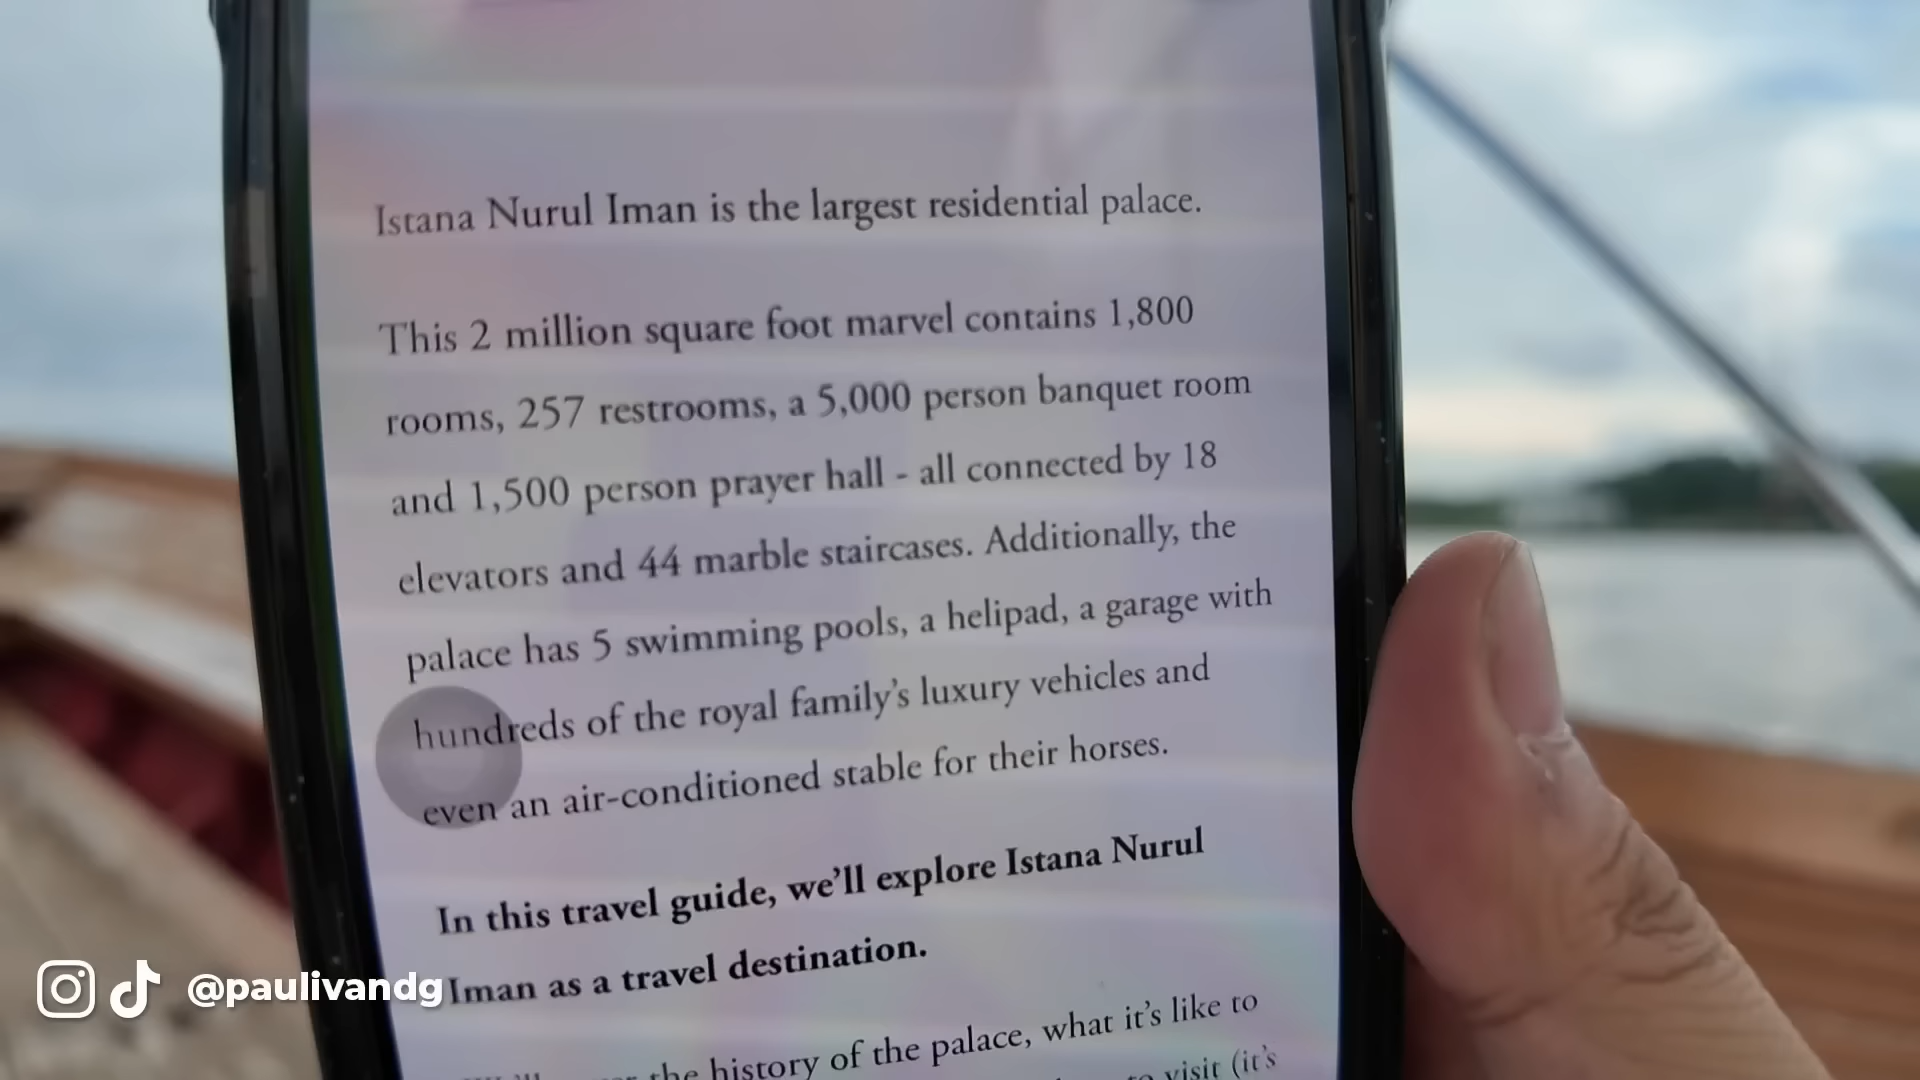 Istana Nurul Iman is the largest residential palace.
This 2 million square foot marvel contains 1,800
rooms, 257 restrooms, a 5,000 person banquet room
and 1,500 person prayer hall - all connected by 18
elevators and 44 marble staircases. Additionally, the
palace has 5 swimming pools, a helipad, a garage with
hundreds of the royal family’s luxury vehicles and
even an air-conditioned stable for their horses.
In this travel guide, we’ll explore Istana Nurul
Iman as a travel destination.
the history of the palace, what it’s like to
to visit (it’s
@paulivandg